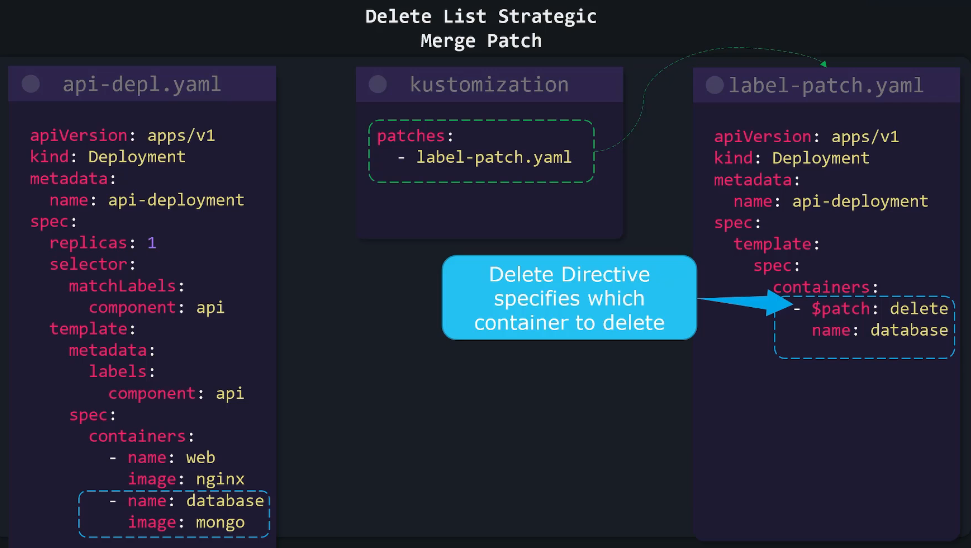 Delete List Strategic
Merge Patch
api-depl.yaml
apiVersion: apps/v1
kind: Deployment
metadata:
  name: api-deployment
spec:
  replicas: 1
  selector:
    matchLabels:
      component: api
  template:
    metadata:
      labels:
        component: api
    spec:
      containers:
        - name: web
          image: nginx
        - name: database
          image: mongo
kustomization
patches:
  - label-patch.yaml
Delete Directive
specifies which
container to delete
label-patch.yaml
apiVersion: apps/v1
kind: Deployment
metadata:
  name: api-deployment
spec:
  template:
    spec:
      containers:
        - $patch: delete
          name: database